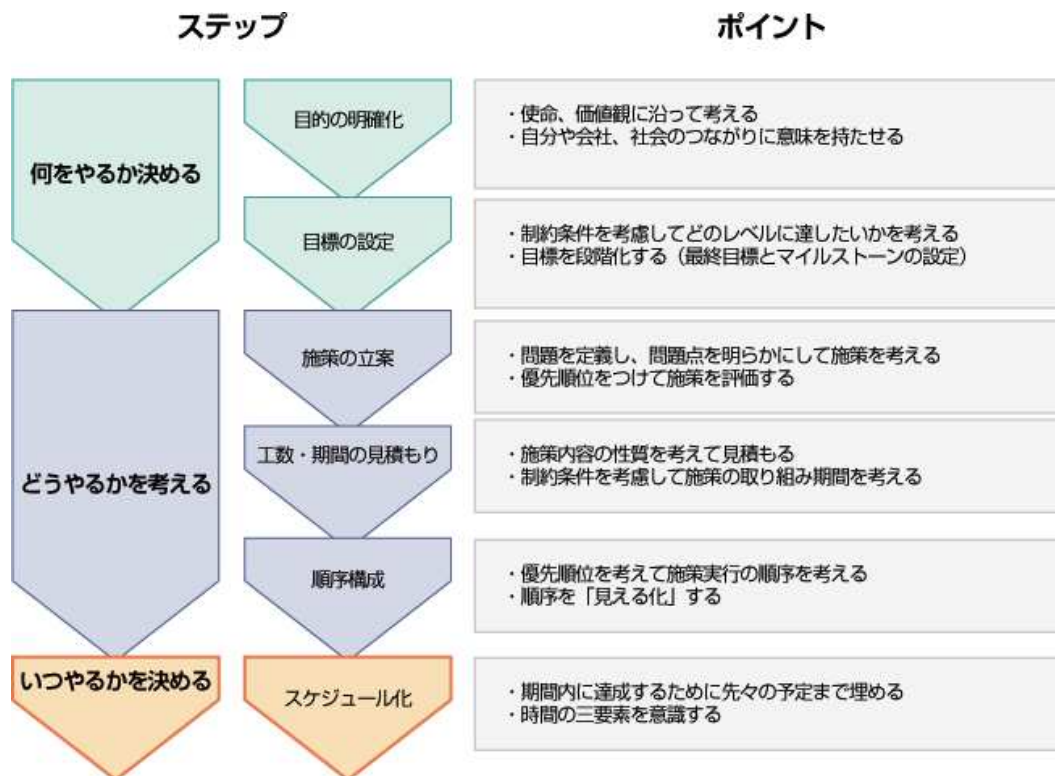 ステップ
ポイント
何をやるか決める
目的の明確化
・使命、価値観に沿って考える
・自分や会社、社会のつながりに意味を持たせる
目標の設定
・制約条件を考慮してどのレベルに達したいかを考える
・目標を段階化する（最終目標とマイルストーンの設定）
どうやるかを考える
施策の立案
・問題を定義し、問題点を明らかにして施策を考える
・優先順位をつけて施策を評価する
工数・期間の見積もり
・施策内容の性質を考えて見積もる
・制約条件を考慮して施策の取り組み期間を考える
順序構成
・優先順位を考えて施策実行の順序を考える
・順序を「見える化」する
いつやるかを決める
スケジュール化
・期間内に達成するために先々の予定まで埋める
・時間の三要素を意識する